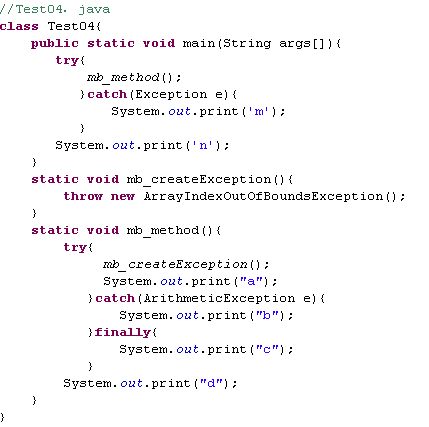 //Test04. java
class Test04{
    public static void main(String args[]){
       try{
           mb_method();
          }catch(Exception e){
              System.out.print('m');
          }
       System.out.print('n');
    }
    static void mb_createException(){
        throw new ArrayIndexOutOfBoundsException();
    }
    static void mb_method(){
        try{
             mb_createException();
             System.out.print("a");
           }catch(ArithmeticException e){
               System.out.print("b");
           }finally{
               System.out.print("c");
           }
        System.out.print("d");
    }
}